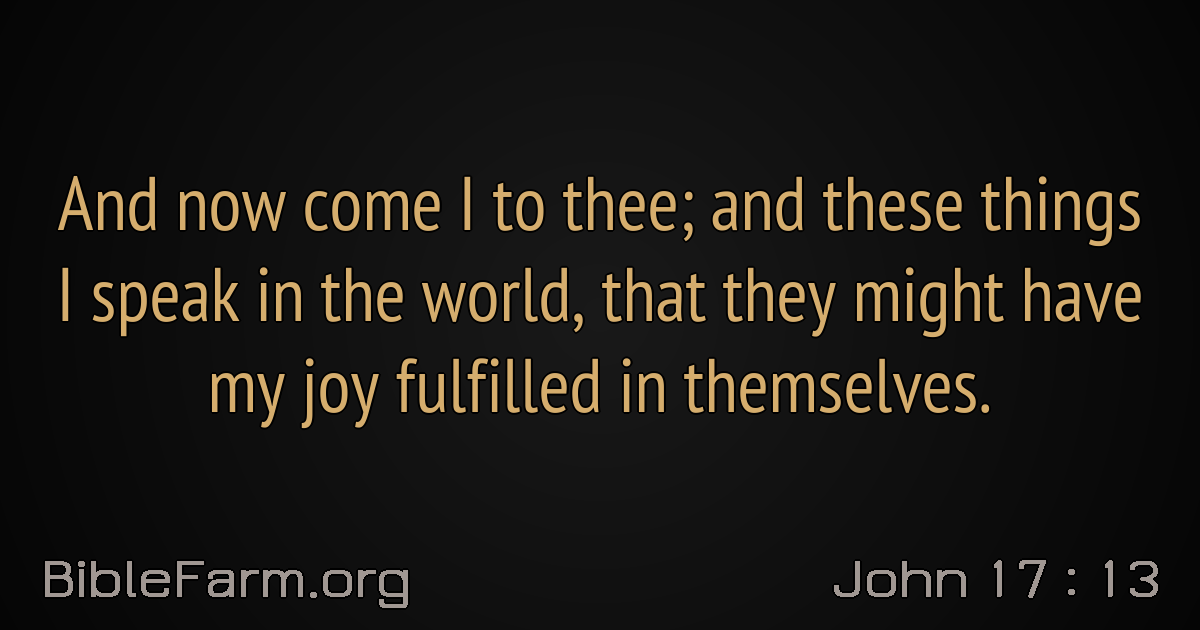 And now come I to thee; and these things
I speak in the world, that they might have
my joy fulfilled in themselves.
BibleFarm.org
John 17 : 13